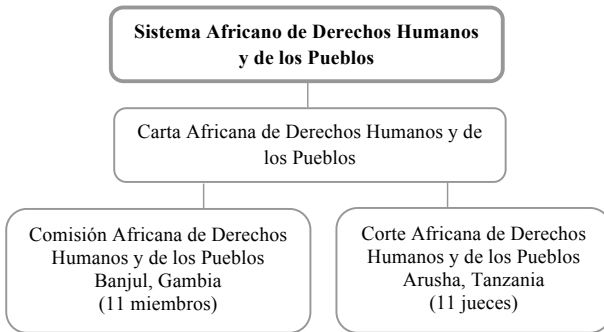 Sistema Africano de Derechos Humanos
y de los Pueblos
Carta Africana de Derechos Humanos y de
los Pueblos
Comisión Africana de Derechos
Humanos y de los Pueblos
Banjul, Gambia
(11 miembros)
Corte Africana de Derechos
Humanos y de los Pueblos
Arusha, Tanzania
(11 jueces)